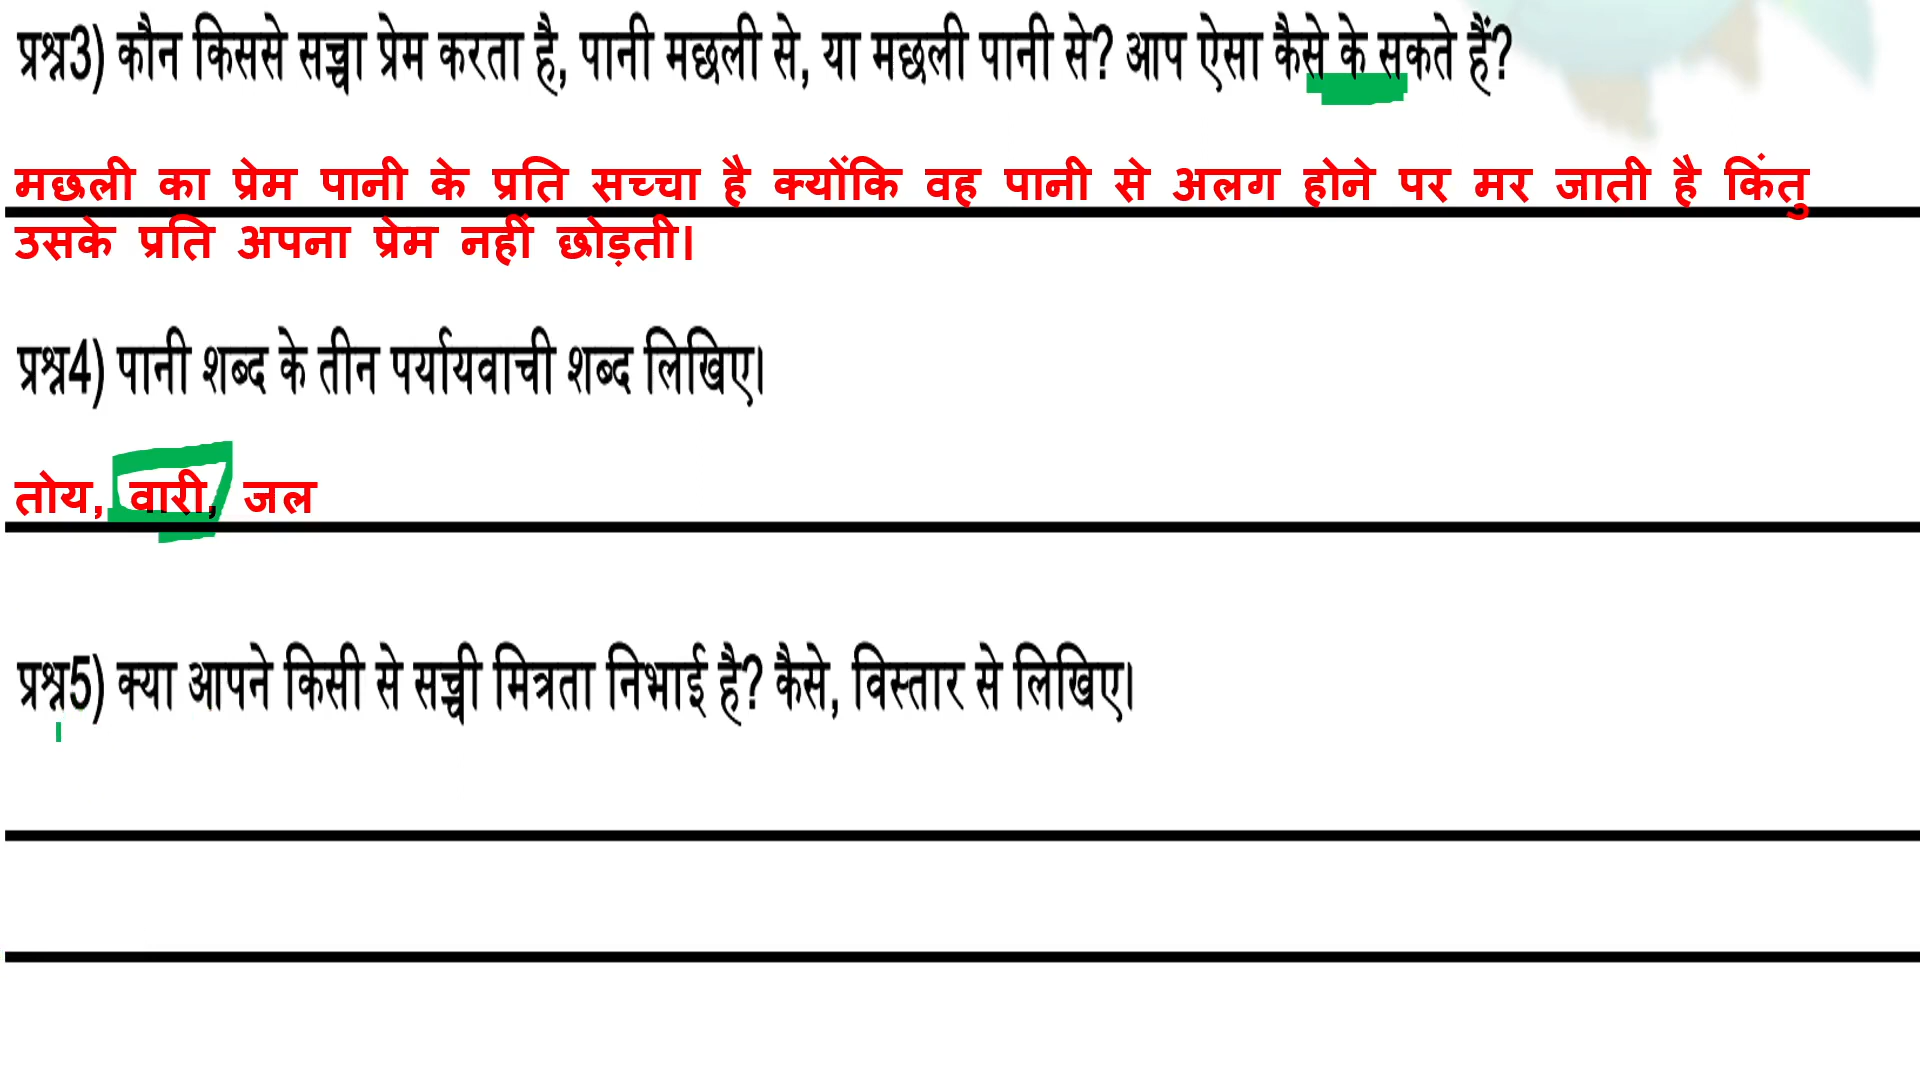 प्रश्न3) कौन किससे सच्चा प्रेम करता है, पानी मछली से, या मछली पानी से? आप ऐसा कैसे के सकते हैं?
मछली का प्रेम पानी के प्रति सच्चा है क्योंकि वह पानी से अलग होने पर मर जाती है किंतु
उसके प्रति अपना प्रेम नहीं छोड़ती।
प्रश्न4) पानी शब्द के तीन पर्यायवाची शब्द लिखिए।
तोय, वारी, जल
प्रश्न5) क्या आपने किसी से सच्ची मित्रता निभाई है? कैसे, विस्तार से लिखिए।